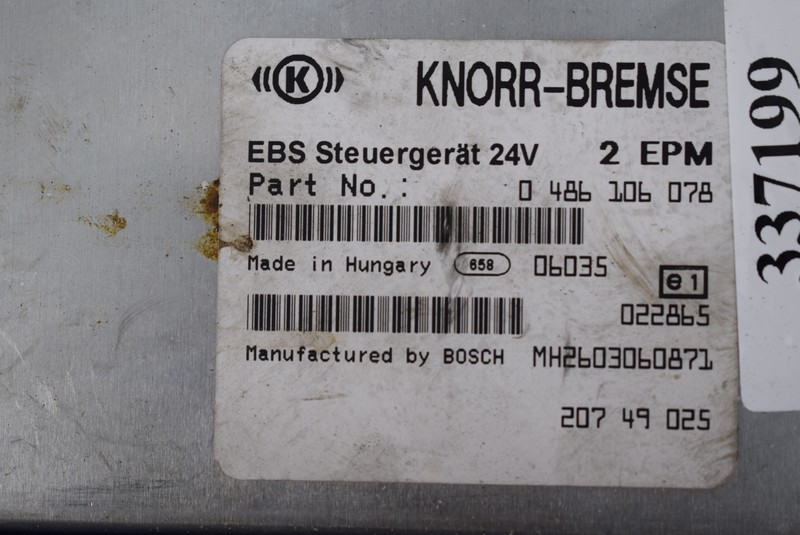 K KNORR-BREMSE
EBS Steuergerät 24V 2 EPM
Part No.: 0 486 106 078
Made in Hungary 658 06035
e1
022865
Manufactured by BOSCH MH2603060871
207 49 025
337199